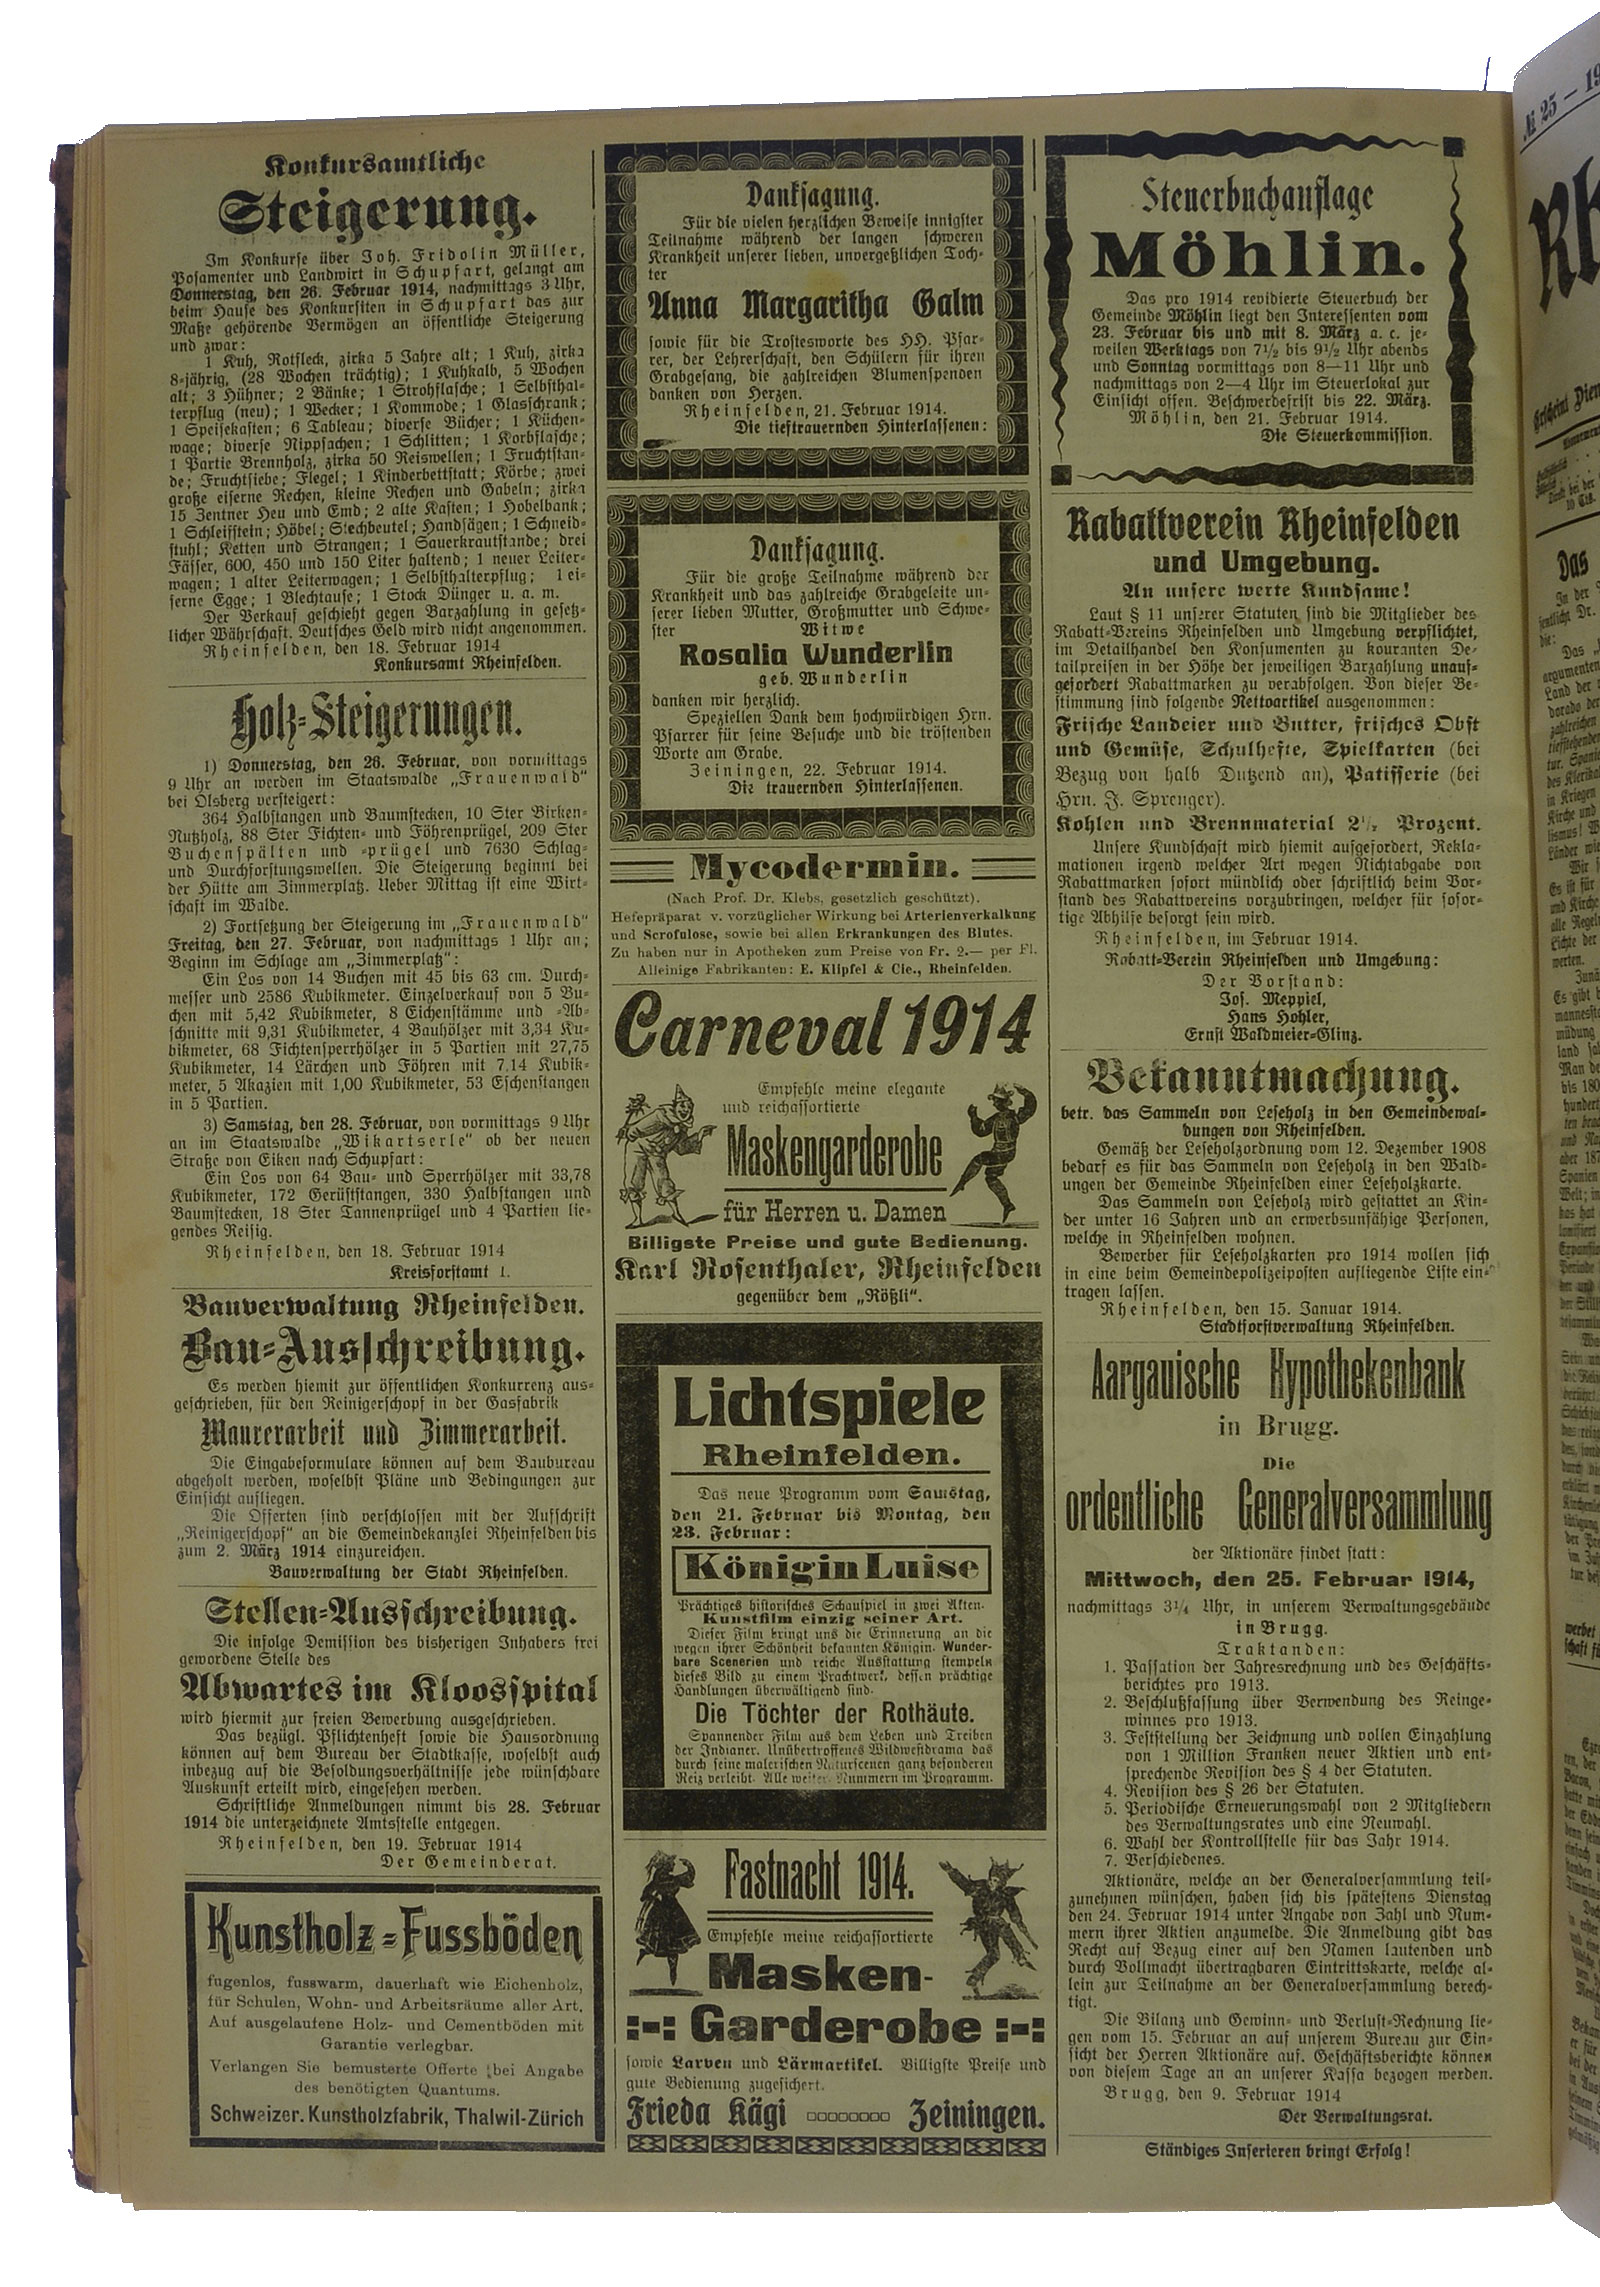 Konkursamtliche
Steigerung.
Im Konkurse über Joh. Fridolin Müller,
Posamenter und Landwirt in Schupfart, gelangt am
Donnerstag, den 26. Februar 1914, nachmittags 3 Uhr,
beim Hause des Konkursiten in Schupfart das zur
Maße gehörende Vermögen an öffentliche Steigerung
und zwar:
1 Kuh, Rotfleck, zirka 5 Jahre alt; 1 Kuh, zirka
8-jährig, (28 Wochen trächtig); 1 Kuhkalb, 5 Wochen
alt; 3 Hühner; 2 Bänke; 1 Strohflasche; 1 Selbsthal-
terpflug (neu); 1 Wecker; 1 Kommode; 1 Glasschrank;
1 Speisekasten; 6 Tableau; diverse Bücher; 1 Küchen-
wage; diverse Nippsachen; 1 Schlitten; 1 Korbflasche;
1 Partie Brennholz, zirka 50 Reiswellen; 1 Fruchtstan-
de; Fruchtsiebe; Flegel; 1 Kinderbettstatt; Körbe; zwei
große eiserne Rechen, kleine Rechen und Gabeln; zirka
15 Zentner Heu und Emd; 2 alte Kasten; 1 Hobelbank;
1 Schleifstein; Höbel; Stechbeutel; Handsägen; 1 Schneid-
stuhl; Ketten und Strangen; 1 Sauerkrautstande; drei
Fässer, 600, 450 und 150 Liter haltend; 1 neuer Leiter-
wagen; 1 alter Leiterwagen; 1 Selbsthalterpflug; 1 ei-
serne Egge; 1 Blechtause; 1 Stock Dünger u. a. m.
Der Verkauf geschieht gegen Barzahlung in gesetz-
licher Währschaft. Deutsches Geld wird nicht angenommen.
Rheinfelden, den 18. Februar 1914
Konkursamt Rheinfelden.
Holz-Steigerungen.
1) Donnerstag, den 26. Februar, von vormittags
9 Uhr an werden im Staatswalde „Frauenwald"
bei Olsberg versteigert:
364 Halbstangen und Baumstecken, 10 Ster Birken-
Nutzholz, 88 Ster Fichten- und Föhrenprügel, 209 Ster
Buchenspälten und -prügel und 7630 Schlag-
und Durchforstungswellen. Die Steigerung beginnt bei
der Hütte am Zimmerplatz. Ueber Mittag ist eine Wirt-
schaft im Walde.
2) Fortsetzung der Steigerung im „Frauenwald"
Freitag, den 27. Februar, von nachmittags 1 Uhr an;
Beginn im Schlage am „Zimmerplatz":
Ein Los von 14 Buchen mit 45 bis 63 cm. Durch-
messer und 2586 Kubikmeter. Einzelverkauf von 5 Bu-
chen mit 5,42 Kubikmeter, 8 Eichenstämme und -Ab-
schnitte mit 9,31 Kubikmeter, 4 Bauhölzer mit 3,34 Ku-
bikmeter, 68 Fichtensperrhölzer in 5 Partien mit 27,75
Kubikmeter, 14 Lärchen und Föhren mit 7,14 Kubik-
meter, 5 Akazien mit 1,00 Kubikmeter, 53 Eschenstangen
in 5 Partien.
3) Samstag, den 28. Februar, von vormittags 9 Uhr
an im Staatswalde „Wikartserle" ob der neuen
Straße von Eiken nach Schupfart:
Ein Los von 64 Bau- und Sperrhölzer mit 33,78
Kubikmeter, 172 Gerüststangen, 330 Halbstangen und
Baumstecken, 18 Ster Tannenprügel und 4 Partien lie-
gendes Reisig.
Rheinfelden, den 18. Februar 1914
Kreisforstamt 1.
Bauverwaltung Rheinfelden.
Bau-Ausschreibung.
Es werden hiemit zur öffentlichen Konkurrenz aus-
geschrieben, für den Reinigerschopf in der Gasfabrik
Maurerarbeit und Zimmerarbeit.
Die Eingabeformulare können auf dem Baubureau
abgeholt werden, woselbst Pläne und Bedingungen zur
Einsicht aufliegen.
Die Offerten sind verschlossen mit der Aufschrift
„Reinigerschopf" an die Gemeindekanzlei Rheinfelden bis
zum 2. März 1914 einzureichen.
Bauverwaltung der Stadt Rheinfelden.
Stellen-Ausschreibung.
Die infolge Demission des bisherigen Inhabers frei
gewordene Stelle des
Abwartes im Kloosspital
wird hiermit zur freien Bewerbung ausgeschrieben.
Das bezügl. Pflichtenheft sowie die Hausordnung
können auf dem Bureau der Stadtkasse, woselbst auch
inbezug auf die Besoldungsverhältnisse jede wünschbare
Auskunft erteilt wird, eingesehen werden.
Schriftliche Anmeldungen nimmt bis 28. Februar
1914 die unterzeichnete Amtsstelle entgegen.
Rheinfelden, den 19. Februar 1914
Der Gemeinderat.
Kunstholz-Fussböden
fugenlos, fusswarm, dauerhaft wie Eichenholz,
für Schulen, Wohn- und Arbeitsräume aller Art.
Auf ausgelaufene Holz- und Cementböden mit
Garantie verlegbar.
Verlangen Sie bemusterte Offerte bei Angabe
des benötigten Quantums.
Schweizer. Kunstholzfabrik, Thalwil-Zürich
Danksagung.
Für die vielen herzlichen Beweise innigster
Teilnahme während der langen schweren
Krankheit unserer lieben, unvergeßlichen Toch-
ter
Anna Margaritha Galm
sowie für die Trostesworte des HH. Pfar-
rer, der Lehrerschaft, den Schülern für ihren
Grabgesang, die zahlreichen Blumenspenden
danken von Herzen.
Rheinfelden, 21. Februar 1914.
Die tieftrauernden Hinterlassenen:
Danksagung.
Für die große Teilnahme während der
Krankheit und das zahlreiche Grabgeleite un-
serer lieben Mutter, Großmutter und Schwe-
ster Witwe
Rosalia Wunderlin
geb. Wunderlin
danken wir herzlich.
Speziellen Dank dem hochwürdigen Hrn.
Pfarrer für seine Besuche und die tröstenden
Worte am Grabe.
Zeiningen, 22. Februar 1914.
Die trauernden Hinterlassenen.
Mycodermin.
(Nach Prof. Dr. Klebs, gesetzlich geschützt).
Hefepräparat v. vorzüglicher Wirkung bei Arterienverkalkung
und Scrofulose, sowie bei allen Erkrankungen des Blutes.
Zu haben nur in Apotheken zum Preise von Fr. 2.— per Fl.
Alleinige Fabrikanten: E. Klipfel & Cie., Rheinfelden.
Carneval 1914
Empfehle meine elegante
und reichassortierte
Maskengarderobe
für Herren u. Damen
Billigste Preise und gute Bedienung.
Karl Rosenthaler, Rheinfelden
gegenüber dem „Rößli".
Lichtspiele
Rheinfelden.
Das neue Programm vom Samstag,
den 21. Februar bis Montag, den
23. Februar:
Königin Luise
Prächtiges historisches Schauspiel in zwei Akten.
Kunstfilm einzig seiner Art.
Dieser Film bringt uns die Erinnerung an die
wegen ihrer Schönheit bekannten Königin. Wunder-
bare Scenerien und reiche Ausstattung stempeln
dieses Bild zu einem Prachtwerk, dessen prächtige
Handlungen überwältigend sind.
Die Töchter der Rothäute.
Spannender Film aus dem Leben und Treiben
der Indianer. Unübertroffenes Wildwestdrama das
durch seine malerischen Naturscenen ganz besonderen
Reiz verleibt. Alle weiter. Nummern im Programm.
Fastnacht 1914.
Empfehle meine reichassortierte
Masken-
:-: Garderobe :-:
sowie Larven und Lärmartikel. Billigste Preise und
gute Bedienung zugesichert.
Frieda Kägi □□□□□□□□ Zeiningen.
Steuerbuchauflage
Möhlin.
Das pro 1914 revidierte Steuerbuch der
Gemeinde Möhlin liegt den Interessenten vom
23. Februar bis und mit 8. März a. c. je-
weilen Werktags von 7½ bis 9½ Uhr abends
und Sonntag vormittags von 8—11 Uhr und
nachmittags von 2—4 Uhr im Steuerlokal zur
Einsicht offen. Beschwerdefrist bis 22. März.
Möhlin, den 21. Februar 1914.
Die Steuerkommission.
Rabattverein Rheinfelden
und Umgebung.
An unsere werte Kundsame!
Laut § 11 unserer Statuten sind die Mitglieder des
Rabatt-Vereins Rheinfelden und Umgebung verpflichtet,
im Detailhandel den Konsumenten zu kouranten De-
tailpreisen in der Höhe der jeweiligen Barzahlung unauf-
gefordert Rabattmarken zu verabfolgen. Von dieser Be-
stimmung sind folgende Nettoartikel ausgenommen:
Frische Landeier und Butter, frisches Obst
und Gemüse, Schulhefte, Spielkarten (bei
Bezug von halb Dutzend an), Patisserie (bei
Hrn. J. Sprenger).
Kohlen und Brennmaterial 2½ Prozent.
Unsere Kundschaft wird hiemit aufgefordert, Rekla-
mationen irgend welcher Art wegen Nichtabgabe von
Rabattmarken sofort mündlich oder schriftlich beim Vor-
stand des Rabattvereins vorzubringen, welcher für sofor-
tige Abhilfe besorgt sein wird.
Rheinfelden, im Februar 1914.
Rabatt-Verein Rheinfelden und Umgebung:
Der Vorstand:
Jos. Meppiel,
Hans Hohler,
Ernst Waldmeier-Glinz.
Bekanntmachung.
betr. das Sammeln von Leseholz in den Gemeindewal-
dungen von Rheinfelden.
Gemäß der Leseholzordnung vom 12. Dezember 1908
bedarf es für das Sammeln von Leseholz in den Wald-
ungen der Gemeinde Rheinfelden einer Leseholzkarte.
Das Sammeln von Leseholz wird gestattet an Kin-
der unter 16 Jahren und an erwerbsunfähige Personen,
welche in Rheinfelden wohnen.
Bewerber für Leseholzkarten pro 1914 wollen sich
in eine beim Gemeindepolizeiposten aufliegende Liste ein-
tragen lassen.
Rheinfelden, den 15. Januar 1914.
Stadtforstverwaltung Rheinfelden.
Aargauische Hypothekenbank
in Brugg.
Die
ordentliche Generalversammlung
der Aktionäre findet statt:
Mittwoch, den 25. Februar 1914,
nachmittags 3¼ Uhr, in unserem Verwaltungsgebäude
in Brugg.
Traktanden:
1. Passation der Jahresrechnung und des Geschäfts-
berichtes pro 1913.
2. Beschlußfassung über Verwendung des Reinge-
winnes pro 1913.
3. Feststellung der Zeichnung und vollen Einzahlung
von 1 Million Franken neuer Aktien und ent-
sprechende Revision des § 4 der Statuten.
4. Revision des § 26 der Statuten.
5. Periodische Erneuerungswahl von 2 Mitgliedern
des Verwaltungsrates und eine Neuwahl.
6. Wahl der Kontrollstelle für das Jahr 1914.
7. Verschiedenes.
Aktionäre, welche an der Generalversammlung teil-
zunehmen wünschen, haben sich bis spätestens Dienstag
den 24. Februar 1914 unter Angabe von Zahl und Num-
mern ihrer Aktien anzumelde. Die Anmeldung gibt das
Recht auf Bezug einer auf den Namen lautenden und
durch Vollmacht übertragbaren Eintrittskarte, welche al-
lein zur Teilnahme an der Generalversammlung berech-
tigt.
Die Bilanz und Gewinn- und Verlust-Rechnung lie-
gen vom 15. Februar an auf unserem Bureau zur Ein-
sicht der Herren Aktionäre auf. Geschäftsberichte können
von diesem Tage an an unserer Kassa bezogen werden.
Brugg, den 9. Februar 1914
Der Verwaltungsrat.
Ständiges Inserieren bringt Erfolg!
№ 25 — 19
Rh
Erscheint Dien
Das
In der